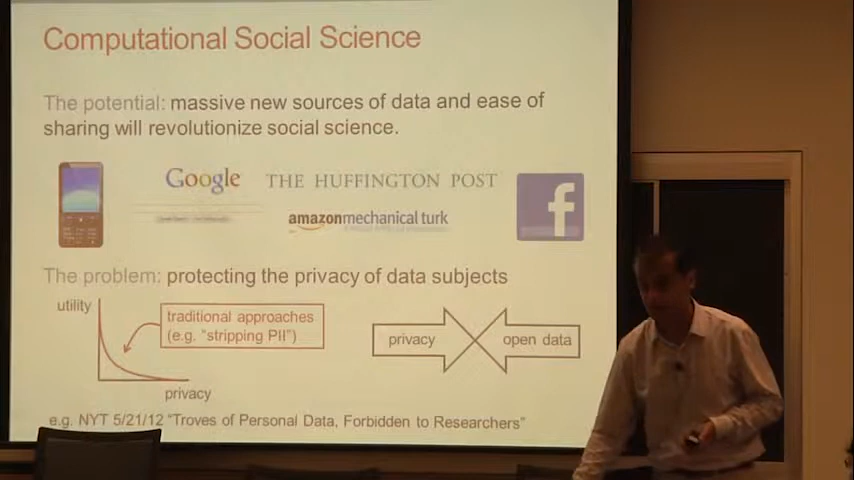 Computational Social Science
The potential: massive new sources of data and ease of
sharing will revolutionize social science.
Google
THE HUFFINGTON POST
amazonmechanical turk
f
The problem: protecting the privacy of data subjects
utility
traditional approaches
(e.g. "stripping PII")
privacy
open data
privacy
e.g. NYT 5/21/12 "Troves of Personal Data, Forbidden to Researchers"